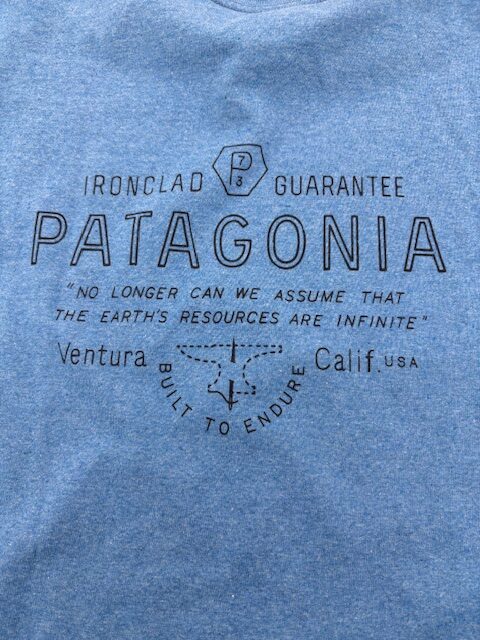 IRONCLAD P 7 3 GUARANTEE
PATAGONIA
"NO LONGER CAN WE ASSUME THAT
THE EARTH'S RESOURCES ARE INFINITE"
Ventura Calif. USA
BUILT TO ENDURE